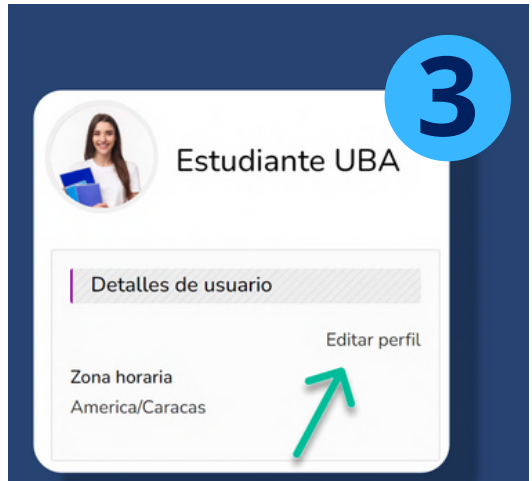 3
Estudiante UBA
Detalles de usuario
Editar perfil
Zona horaria
America/Caracas